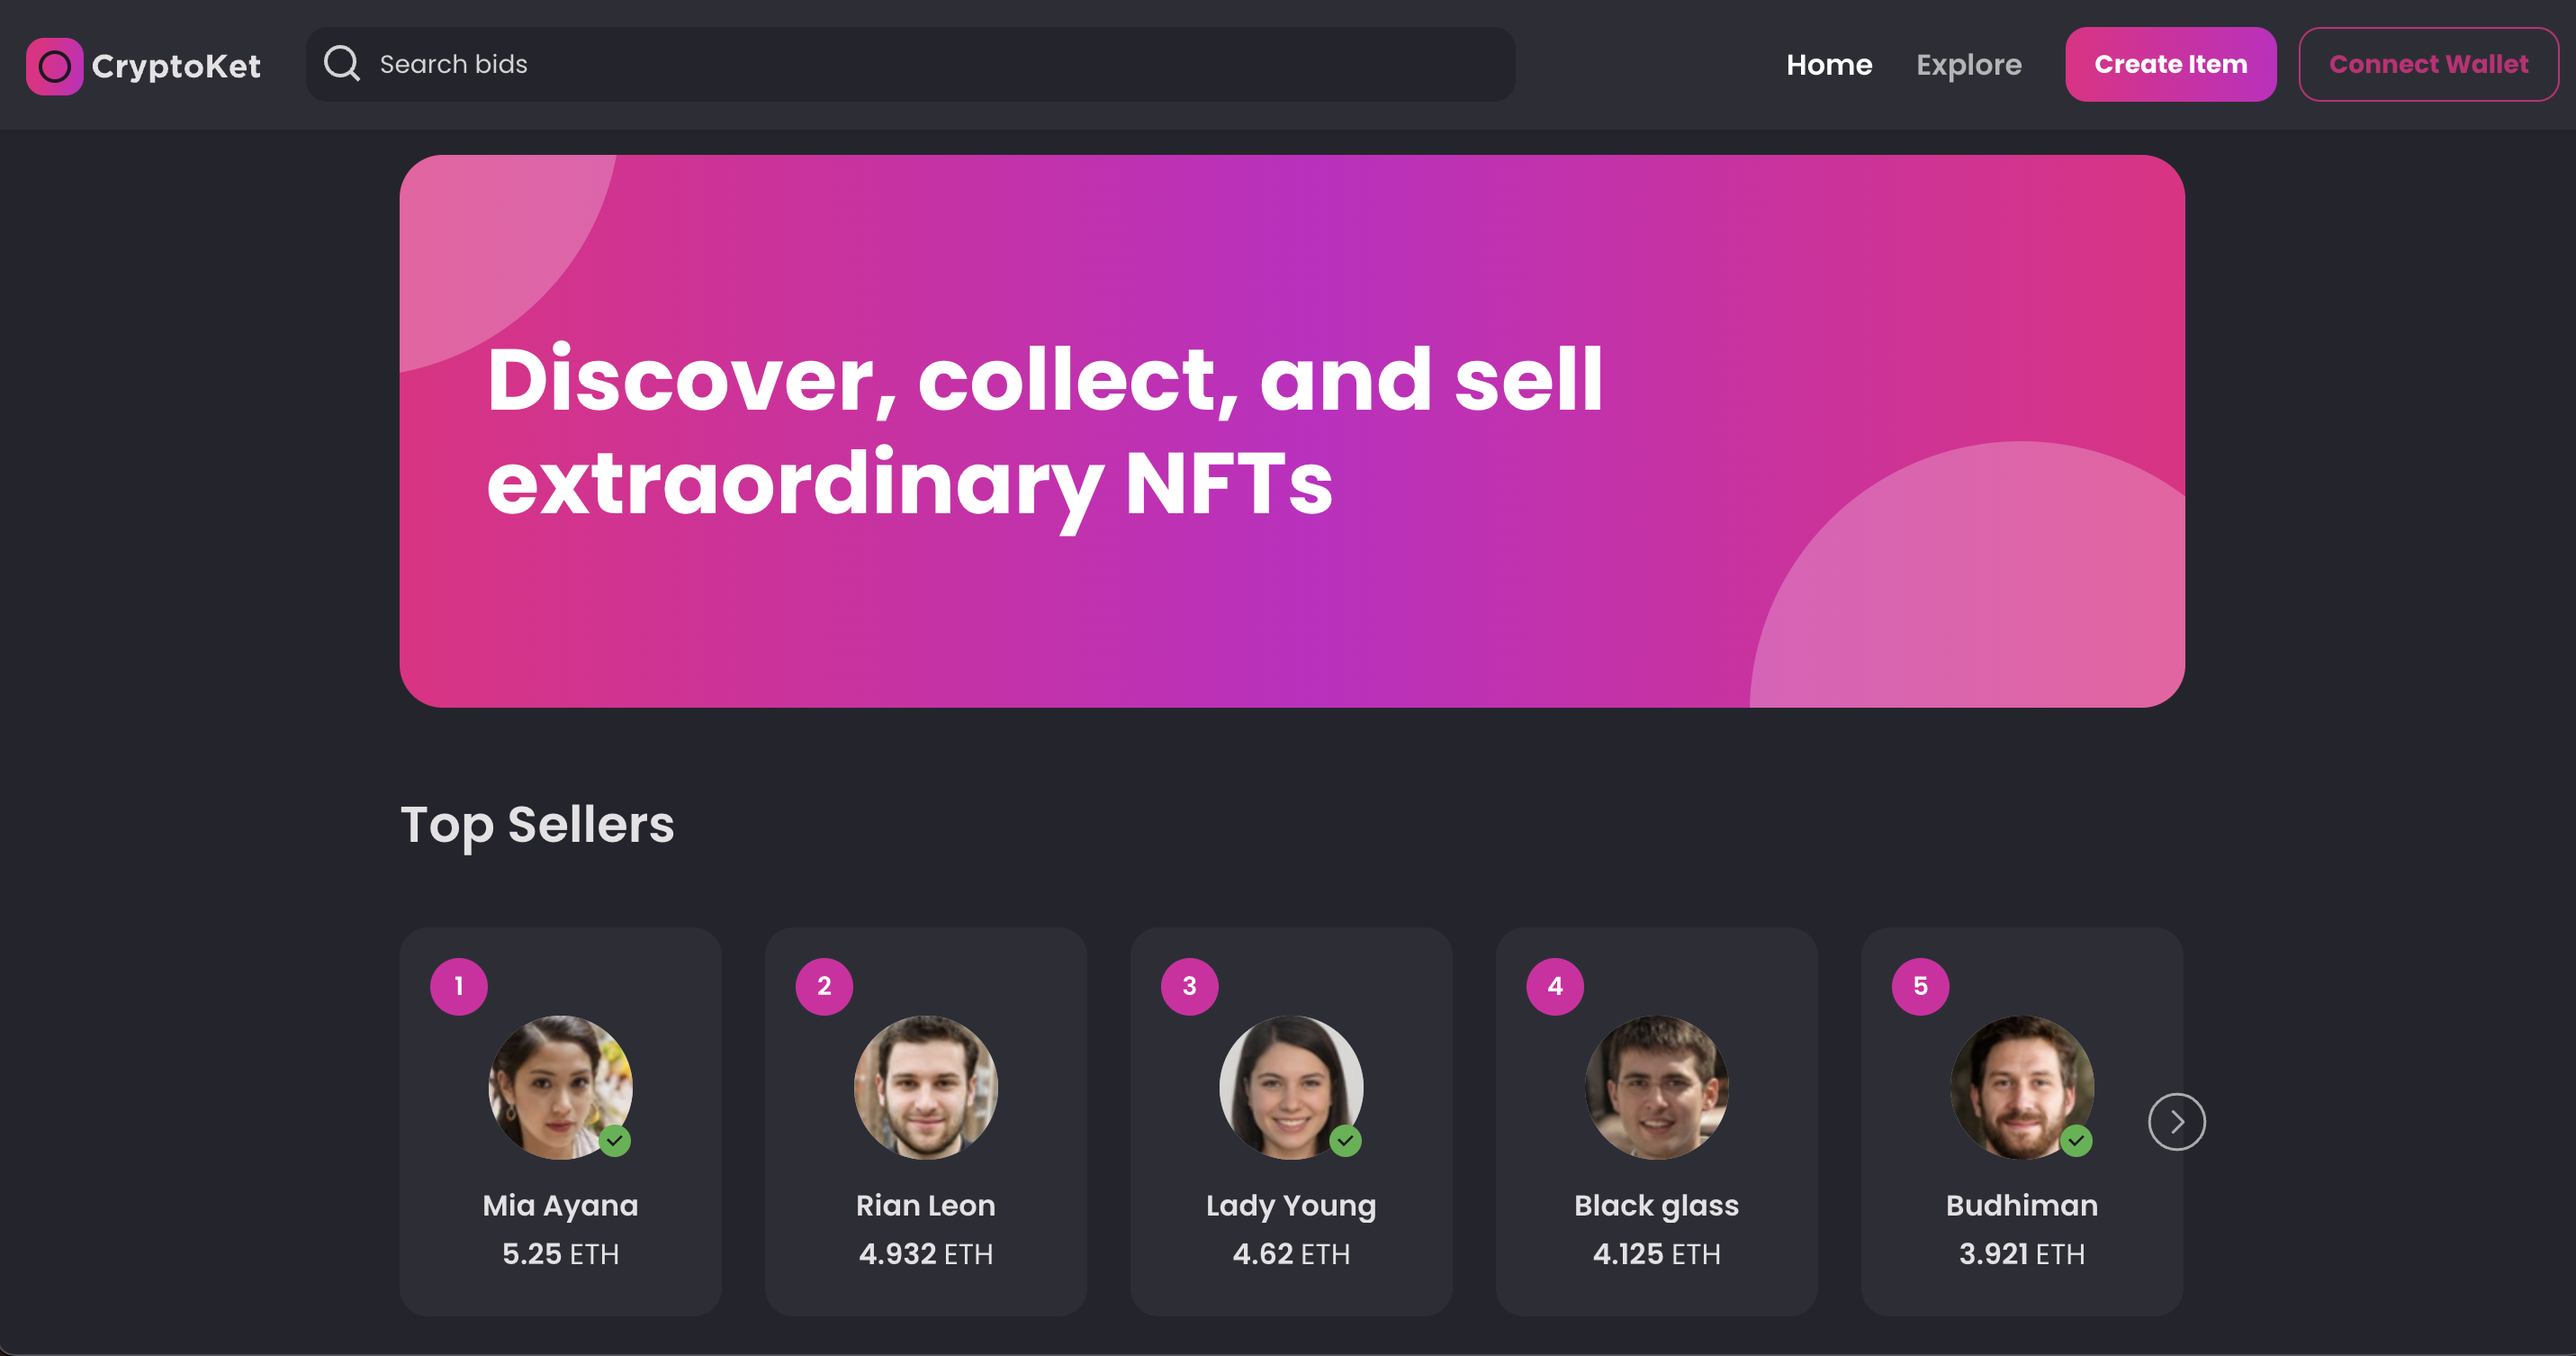 CryptoKet
Search bids
Home
Explore
Create Item
Connect Wallet
Discover, collect, and sell
extraordinary NFTs
Top Sellers
1
Mia Ayana
5.25 ETH
2
Rian Leon
4.932 ETH
3
Lady Young
4.62 ETH
4
Black glass
4.125 ETH
5
Budhiman
3.921 ETH